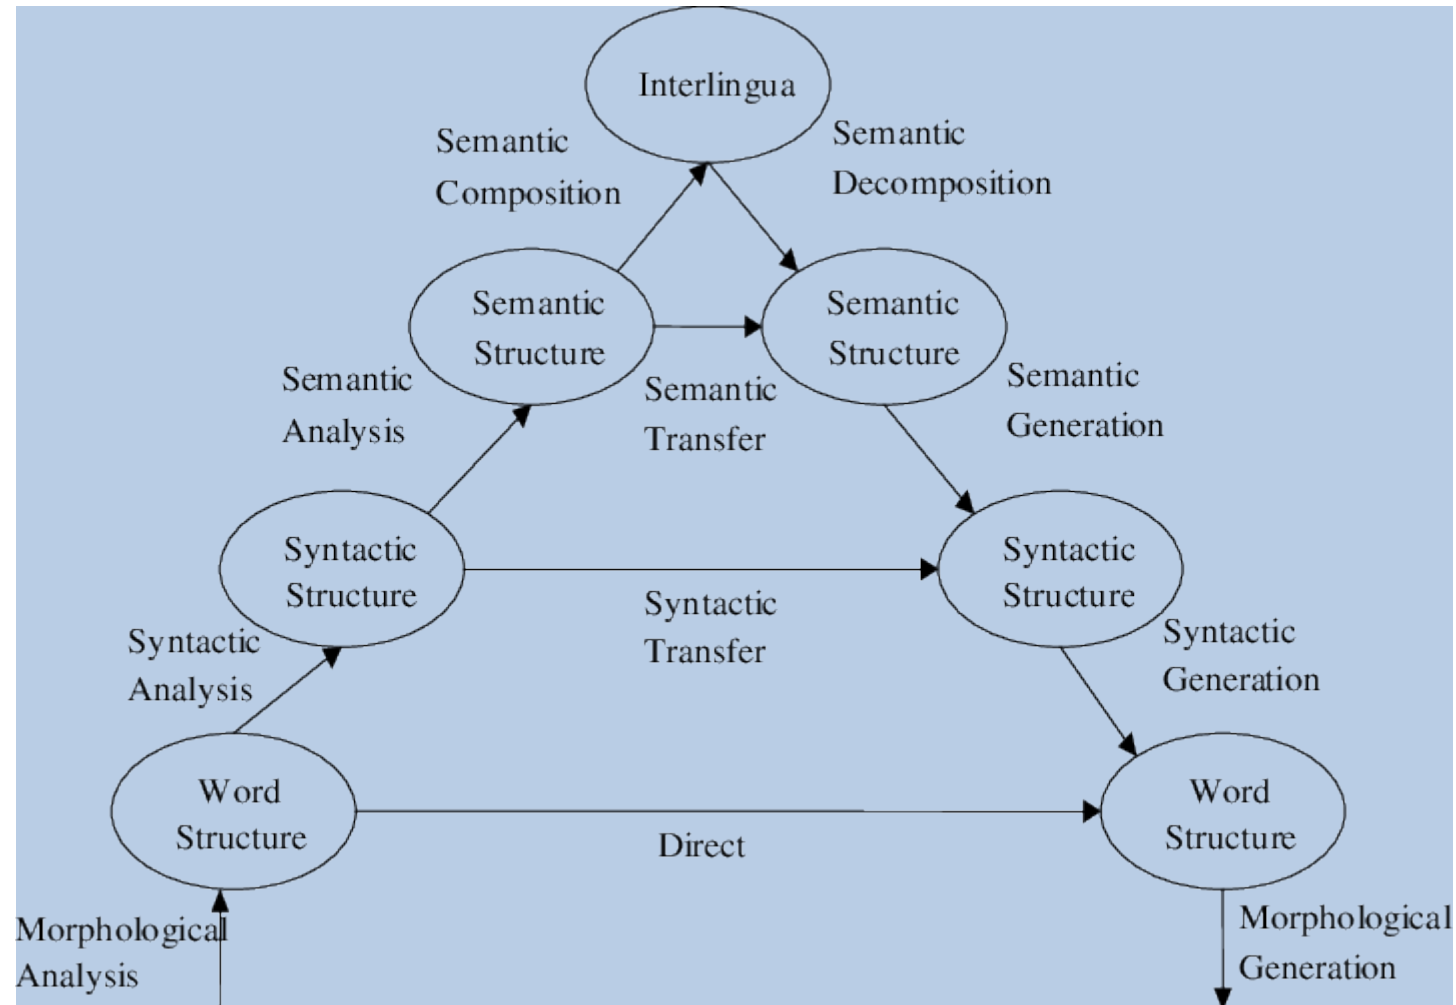 Interlingua
Semantic
Composition
Semantic
Decomposition
Semantic
Structure
Semantic
Structure
Semantic
Analysis
Semantic
Transfer
Semantic
Generation
Syntactic
Structure
Syntactic
Structure
Syntactic
Transfer
Syntactic
Analysis
Syntactic
Generation
Word
Structure
Word
Structure
Direct
Morphological
Analysis
Morphological
Generation